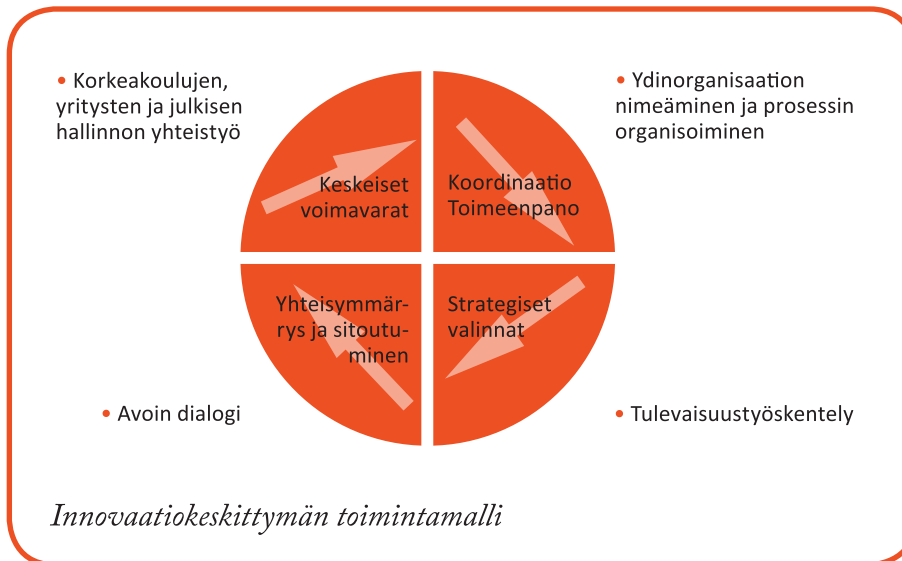 • Korkeakoulujen,
yritysten ja julkisen
hallinnon yhteistyö
• Ydinorganisaation
nimeäminen ja prosessin
organisoiminen
Keskeiset
voimavarat
Koordinaatio
Toimeenpano
Yhteisymmär-
rys ja sitoutu-
minen
Strategiset
valinnat
• Avoin dialogi
• Tulevaisuustyöskentely
Innovaatiokeskittymän toimintamalli